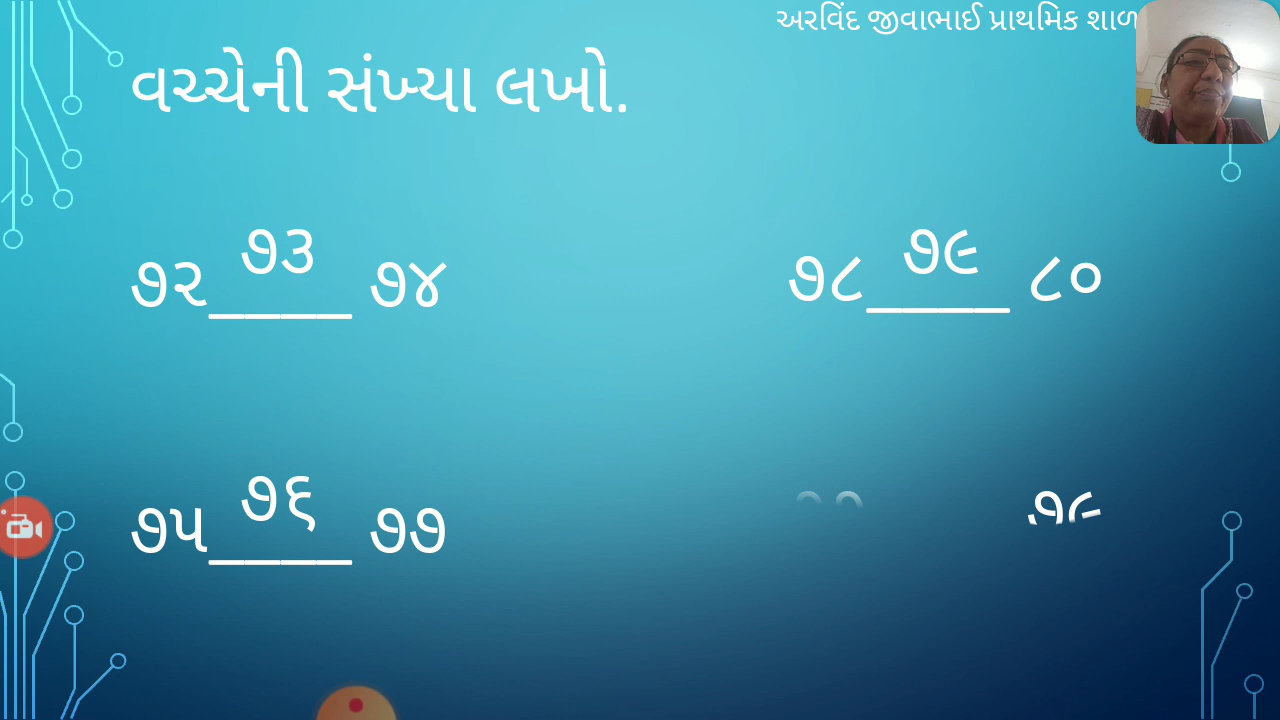 અરવિંદ જીવાભાઈ પ્રાથમિક
વચ્ચેની સંખ્યા લખો.
૭૨ ૭૩ ૭૪
૭૮ ૭૯ ૮૦
૭૫ ૭૬ ૭૭